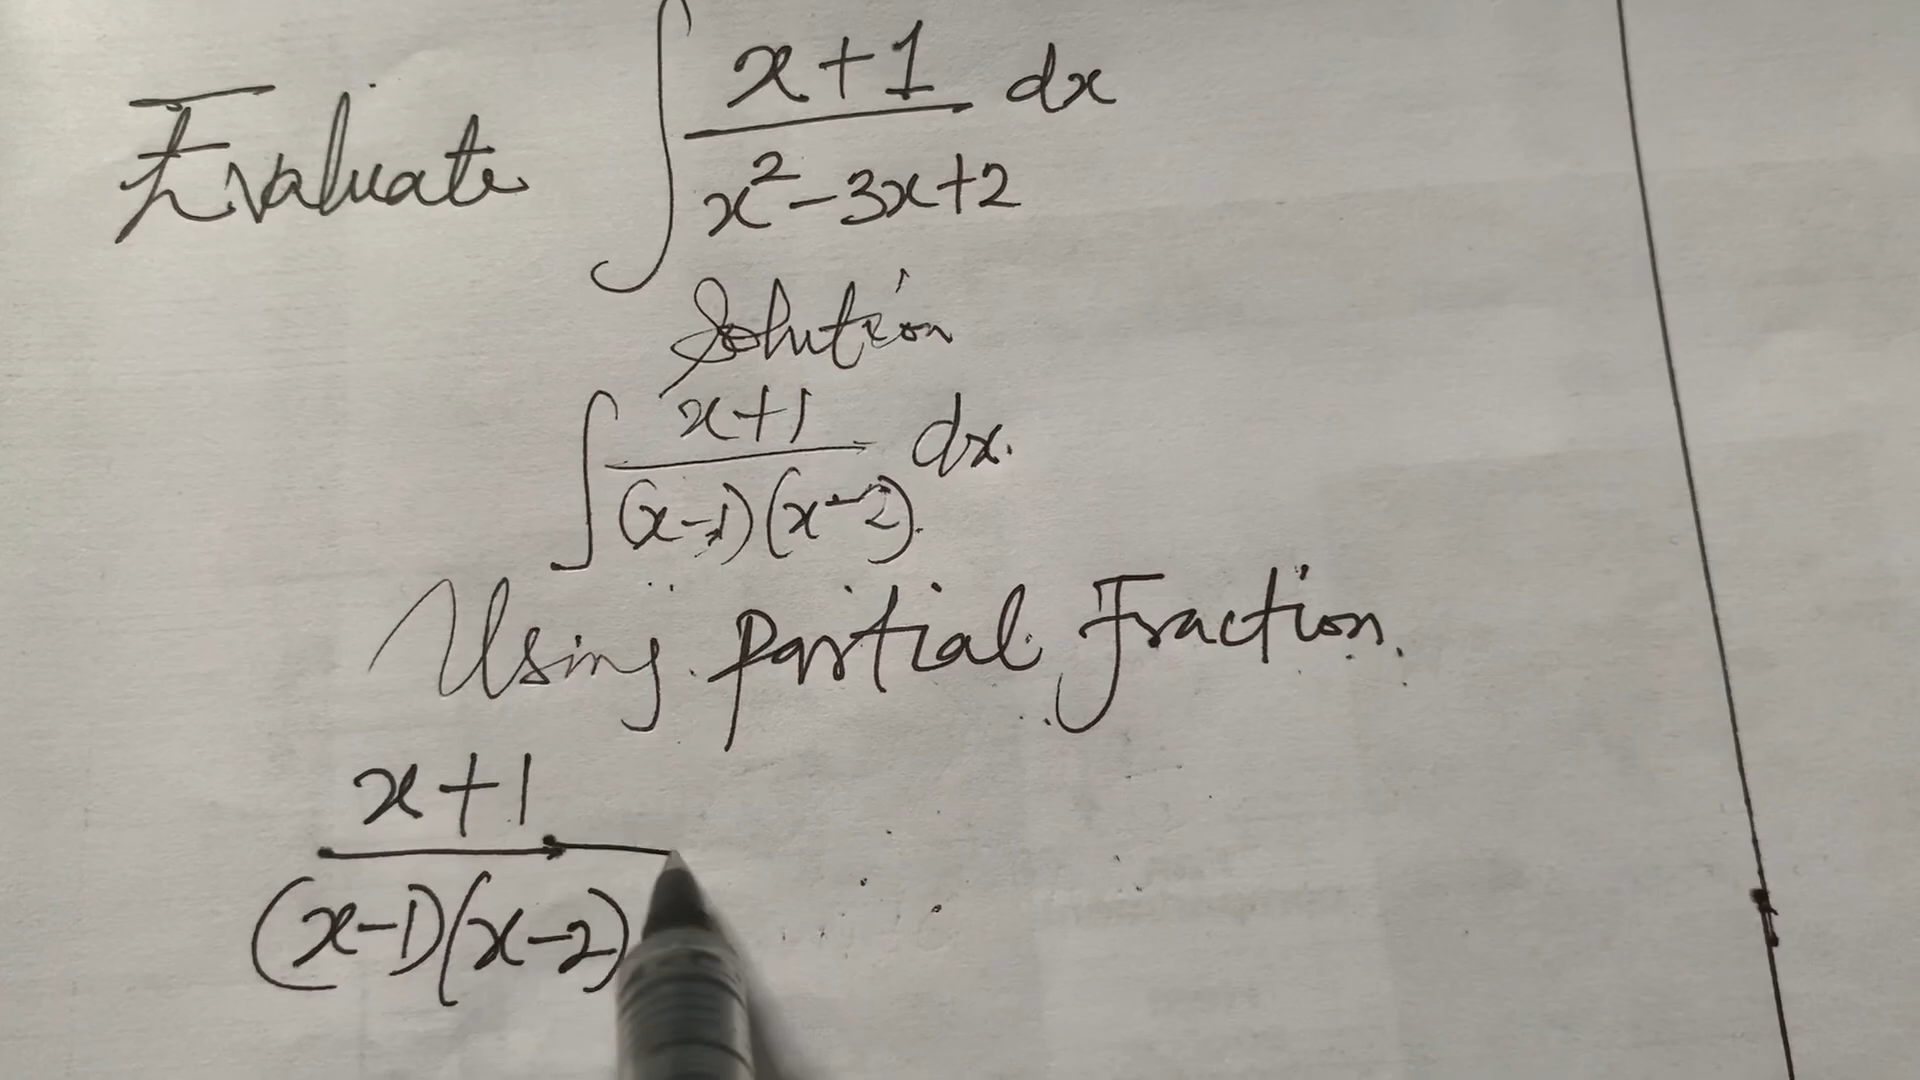 Evaluate ∫ x+1 / x²-3x+2 dx
Solution
∫ x+1 / (x-1)(x-2) dx.
Using partial Fraction.
x+1 / (x-1)(x-2)